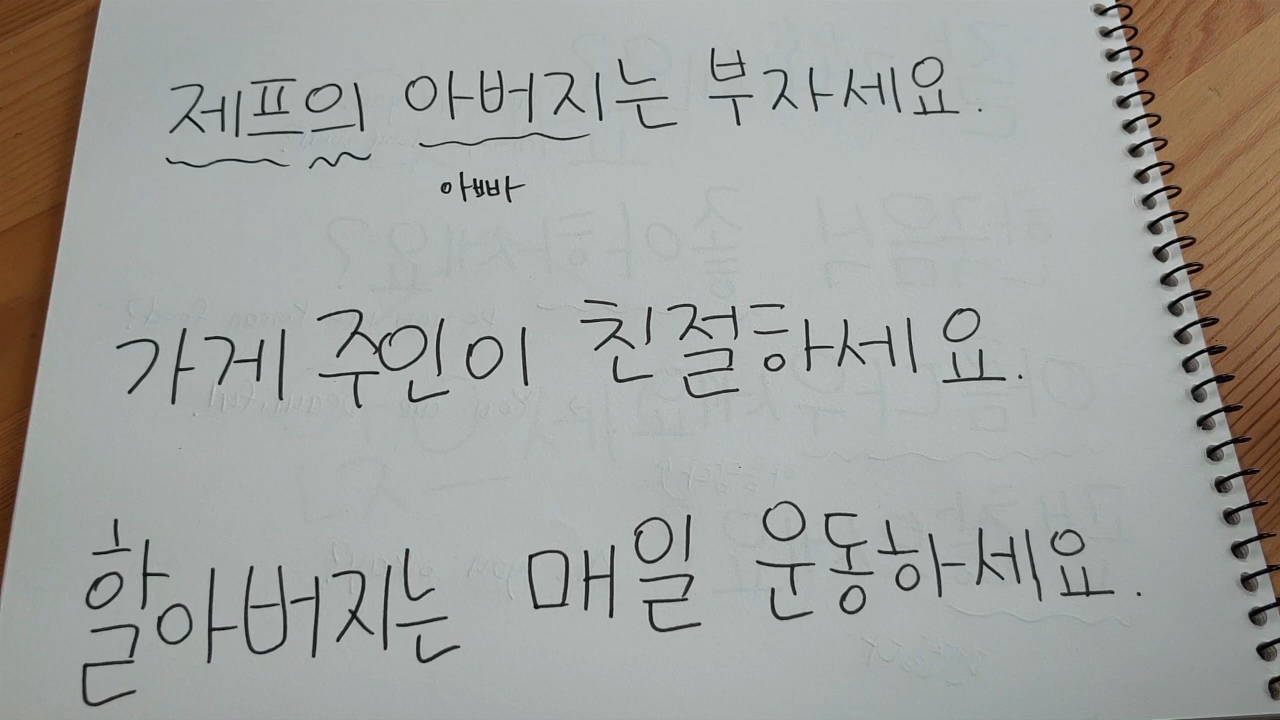 제프의 아버지는 부자세요.
아빠
가게 주인이 친절하세요.
할아버지는 매일 운동하세요.